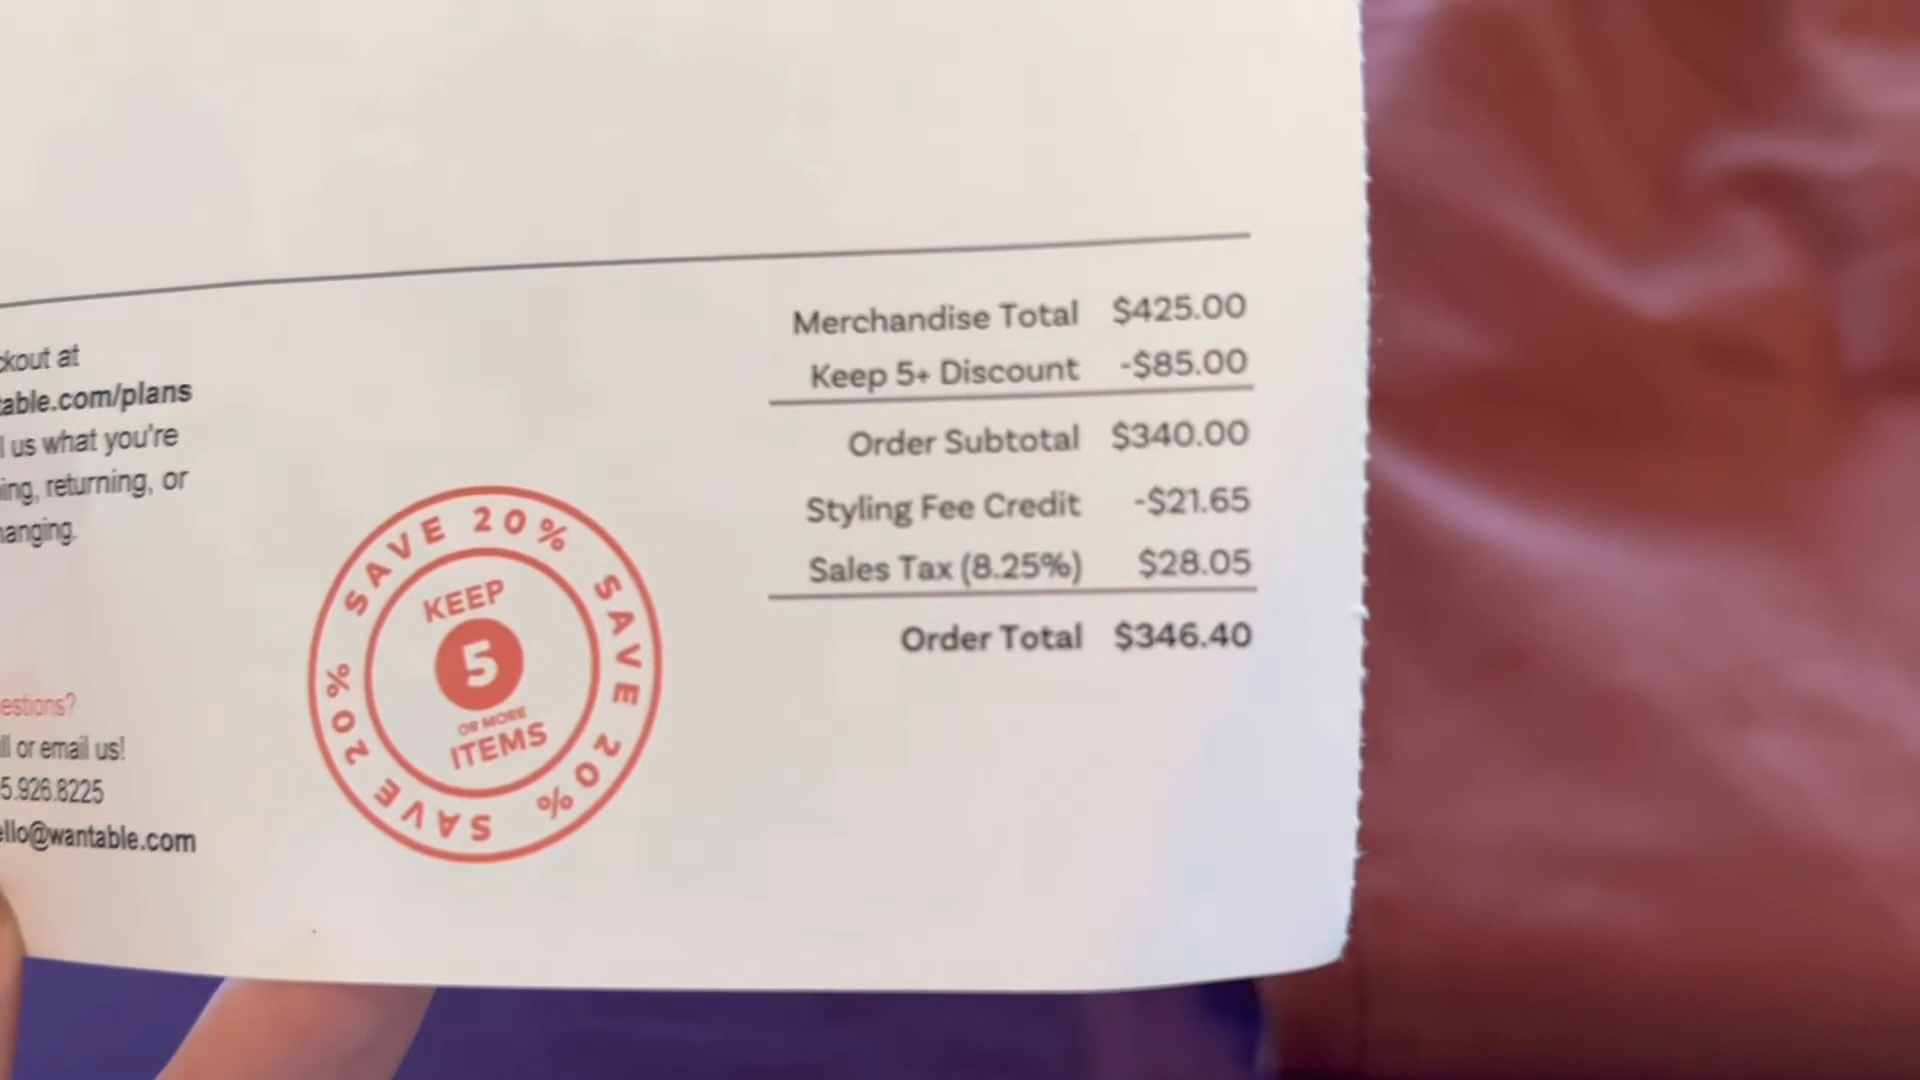 ckout at
table.com/plans
l us what you're
ing, returning, or
hanging.
estions?
ll or email us!
5.926.8225
ello@wantable.com
SAVE 20% SAVE 20% SAVE 20%
KEEP
5
OR MORE
ITEMS
Merchandise Total $425.00
Keep 5+ Discount -$85.00
Order Subtotal $340.00
Styling Fee Credit -$21.65
Sales Tax (8.25%) $28.05
Order Total $346.40